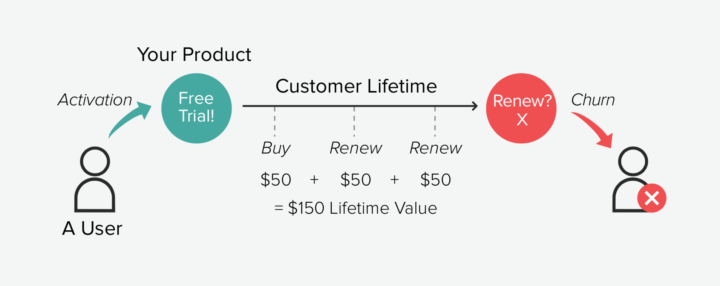 Your Product
Activation
Free
Trial!
Customer Lifetime
Renew?
X
Churn
Buy Renew Renew
$50 + $50 + $50
= $150 Lifetime Value
A User